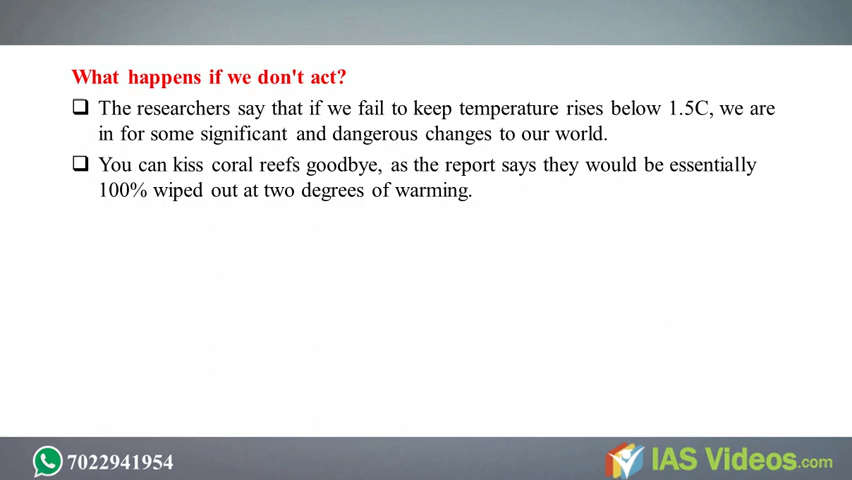 What happens if we don't act?
The researchers say that if we fail to keep temperature rises below 1.5C, we are
in for some significant and dangerous changes to our world.
You can kiss coral reefs goodbye, as the report says they would be essentially
100% wiped out at two degrees of warming.
7022941954
IAS Videos.com